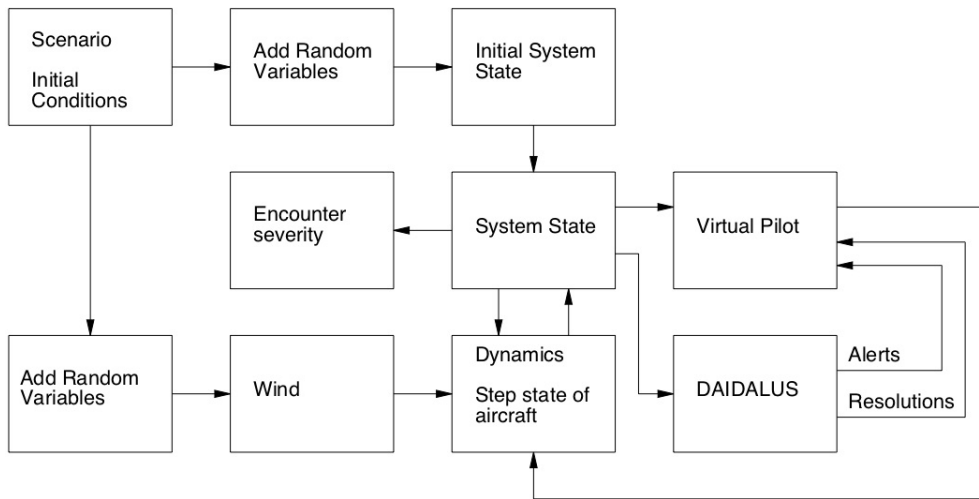 Scenario
Initial
Conditions
Add Random
Variables
Initial System
State
Encounter
severity
System State
Virtual Pilot
Add Random
Variables
Wind
Dynamics
Step state of
aircraft
DAIDALUS
Alerts
Resolutions